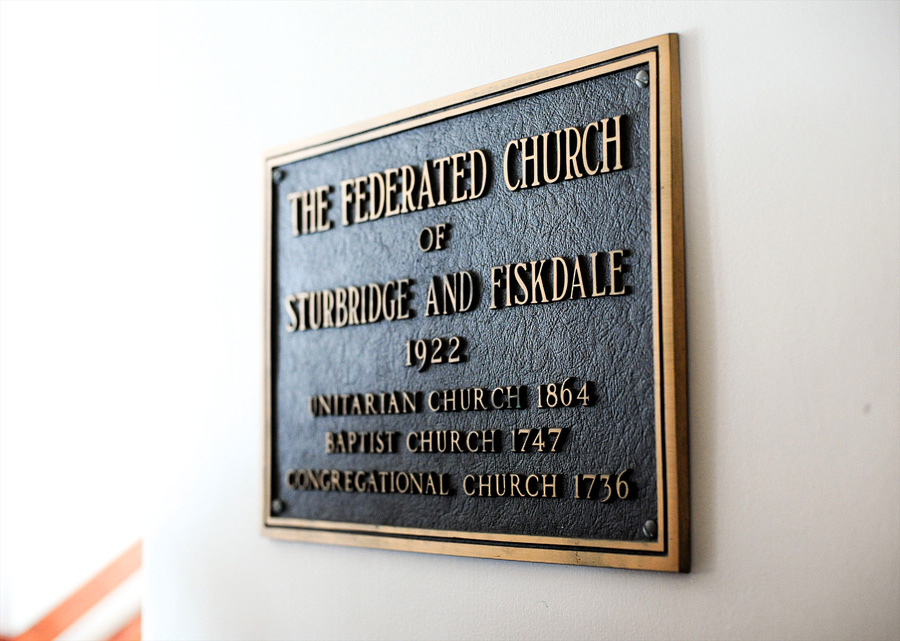 THE FEDERATED CHURCH
OF
STURBRIDGE AND FISKDALE
1922
UNITARIAN CHURCH 1864
BAPTIST CHURCH 1747
CONGREGATIONAL CHURCH 1736